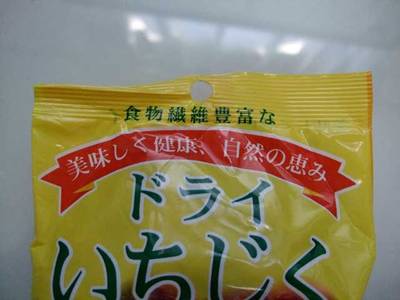 食物繊維豊富な
美味しく健康、自然の恵み
ドライ
いちじく